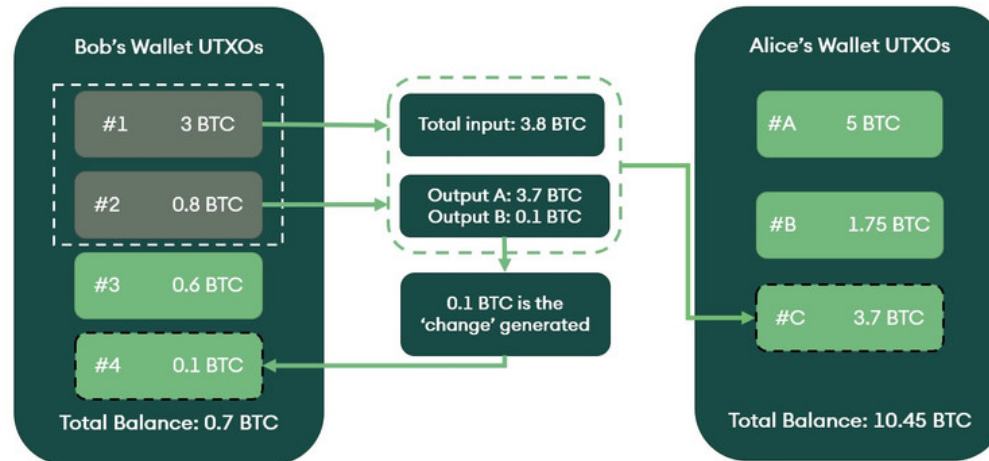 Bob's Wallet UTXOs
#1 3 BTC
#2 0.8 BTC
#3 0.6 BTC
#4 0.1 BTC
Total Balance: 0.7 BTC
Total input: 3.8 BTC
Output A: 3.7 BTC
Output B: 0.1 BTC
0.1 BTC is the
'change' generated
Alice's Wallet UTXOs
#A 5 BTC
#B 1.75 BTC
#C 3.7 BTC
Total Balance: 10.45 BTC